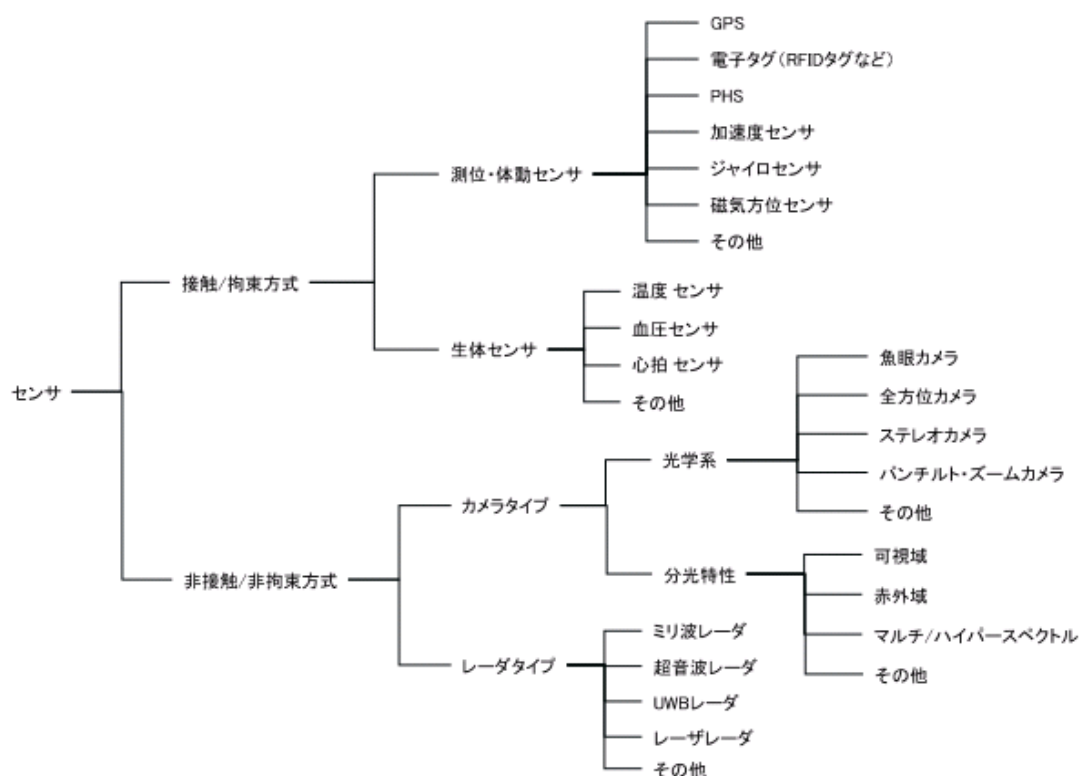 センサ
接触/拘束方式
測位・体動センサ
GPS
電子タグ(RFIDタグなど)
PHS
加速度センサ
ジャイロセンサ
磁気方位センサ
その他
生体センサ
温度 センサ
血圧センサ
心拍 センサ
その他
非接触/非拘束方式
カメラタイプ
光学系
魚眼カメラ
全方位カメラ
ステレオカメラ
パンチルト・ズームカメラ
その他
分光特性
可視域
赤外域
マルチ/ハイパースペクトル
その他
レーダタイプ
ミリ波レーダ
超音波レーダ
UWBレーダ
レーザレーダ
その他